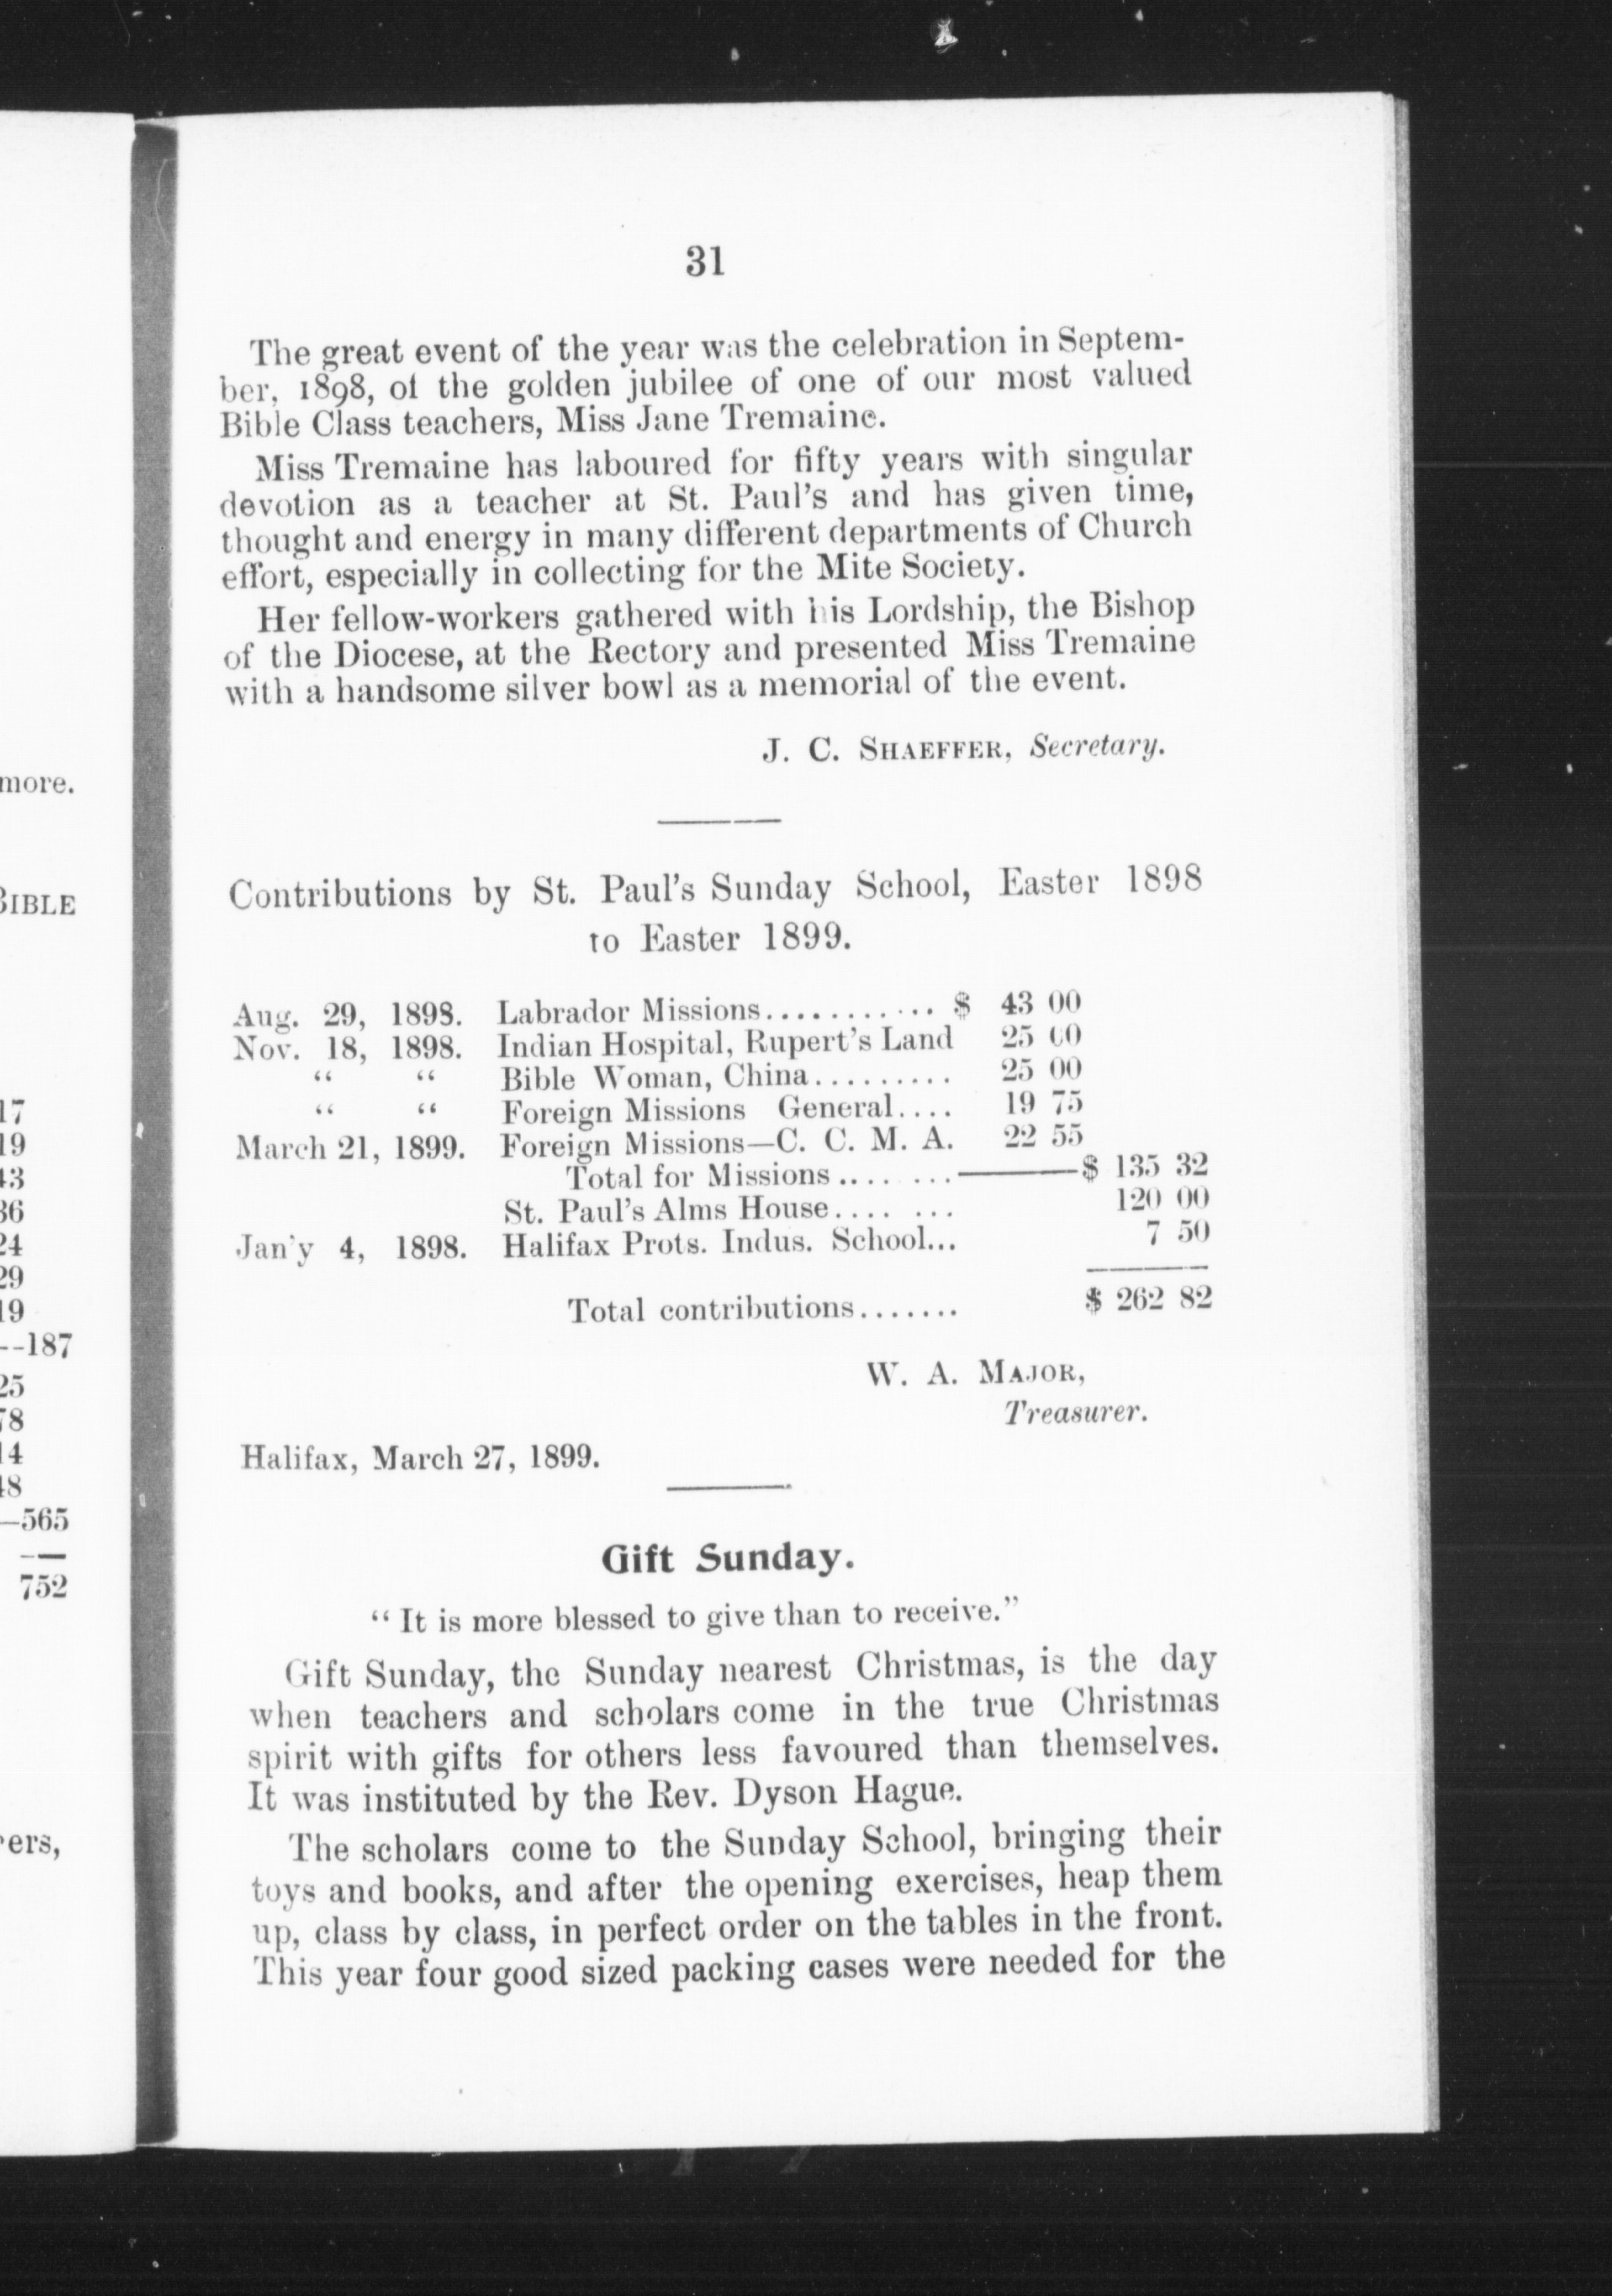 more.
BIBLE
17
19
43
36
24
29
19
--187
25
78
14
48
—565
752
ers,
31
The great event of the year was the celebration in Septem-
ber, 1898, of the golden jubilee of one of our most valued
Bible Class teachers, Miss Jane Tremaine.
Miss Tremaine has laboured for fifty years with singular
devotion as a teacher at St. Paul's and has given time,
thought and energy in many different departments of Church
effort, especially in collecting for the Mite Society.
Her fellow-workers gathered with his Lordship, the Bishop
of the Diocese, at the Rectory and presented Miss Tremaine
with a handsome silver bowl as a memorial of the event.
J. C. SHAEFFER, Secretary.
Contributions by St. Paul's Sunday School, Easter 1898
to Easter 1899.
Aug. 29, 1898. Labrador Missions............ $ 43 00
Nov. 18, 1898. Indian Hospital, Rupert's Land 25 00
“ “ Bible Woman, China.......... 25 00
“ “ Foreign Missions General.... 19 75
March 21, 1899. Foreign Missions—C. C. M. A. 22 55
Total for Missions.... ...———$ 135 32
St. Paul's Alms House.... ... 120 00
Jan'y 4, 1898. Halifax Prots. Indus. School... 7 50
Total contributions....... $ 262 82
W. A. MAJOR,
Treasurer.
Halifax, March 27, 1899.
Gift Sunday.
“ It is more blessed to give than to receive.”
Gift Sunday, the Sunday nearest Christmas, is the day
when teachers and scholars come in the true Christmas
spirit with gifts for others less favoured than themselves.
It was instituted by the Rev. Dyson Hague.
The scholars come to the Sunday School, bringing their
toys and books, and after the opening exercises, heap them
up, class by class, in perfect order on the tables in the front.
This year four good sized packing cases were needed for the